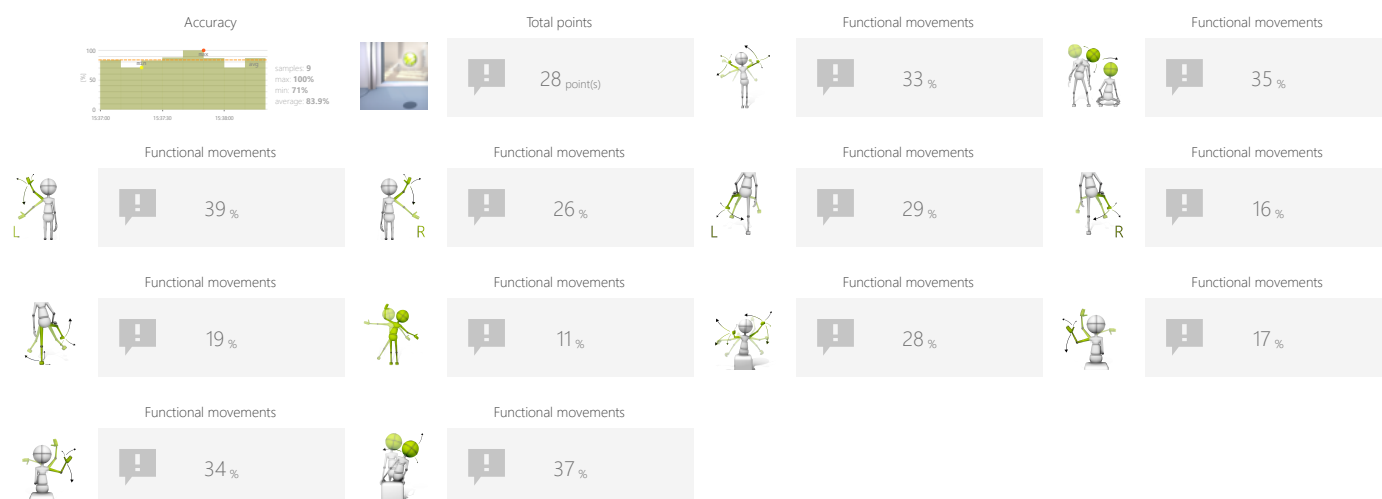 Accuracy
100
50
0
[%]
max
min
avg
15:37:00
15:37:30
15:38:00
samples: 9
max: 100%
min: 71%
average: 83.9%
Total points
28 point(s)
Functional movements
33 %
Functional movements
35 %
Functional movements
L
39 %
Functional movements
R
26 %
Functional movements
L
29 %
Functional movements
R
16 %
Functional movements
19 %
Functional movements
11 %
Functional movements
28 %
Functional movements
17 %
Functional movements
34 %
Functional movements
37 %